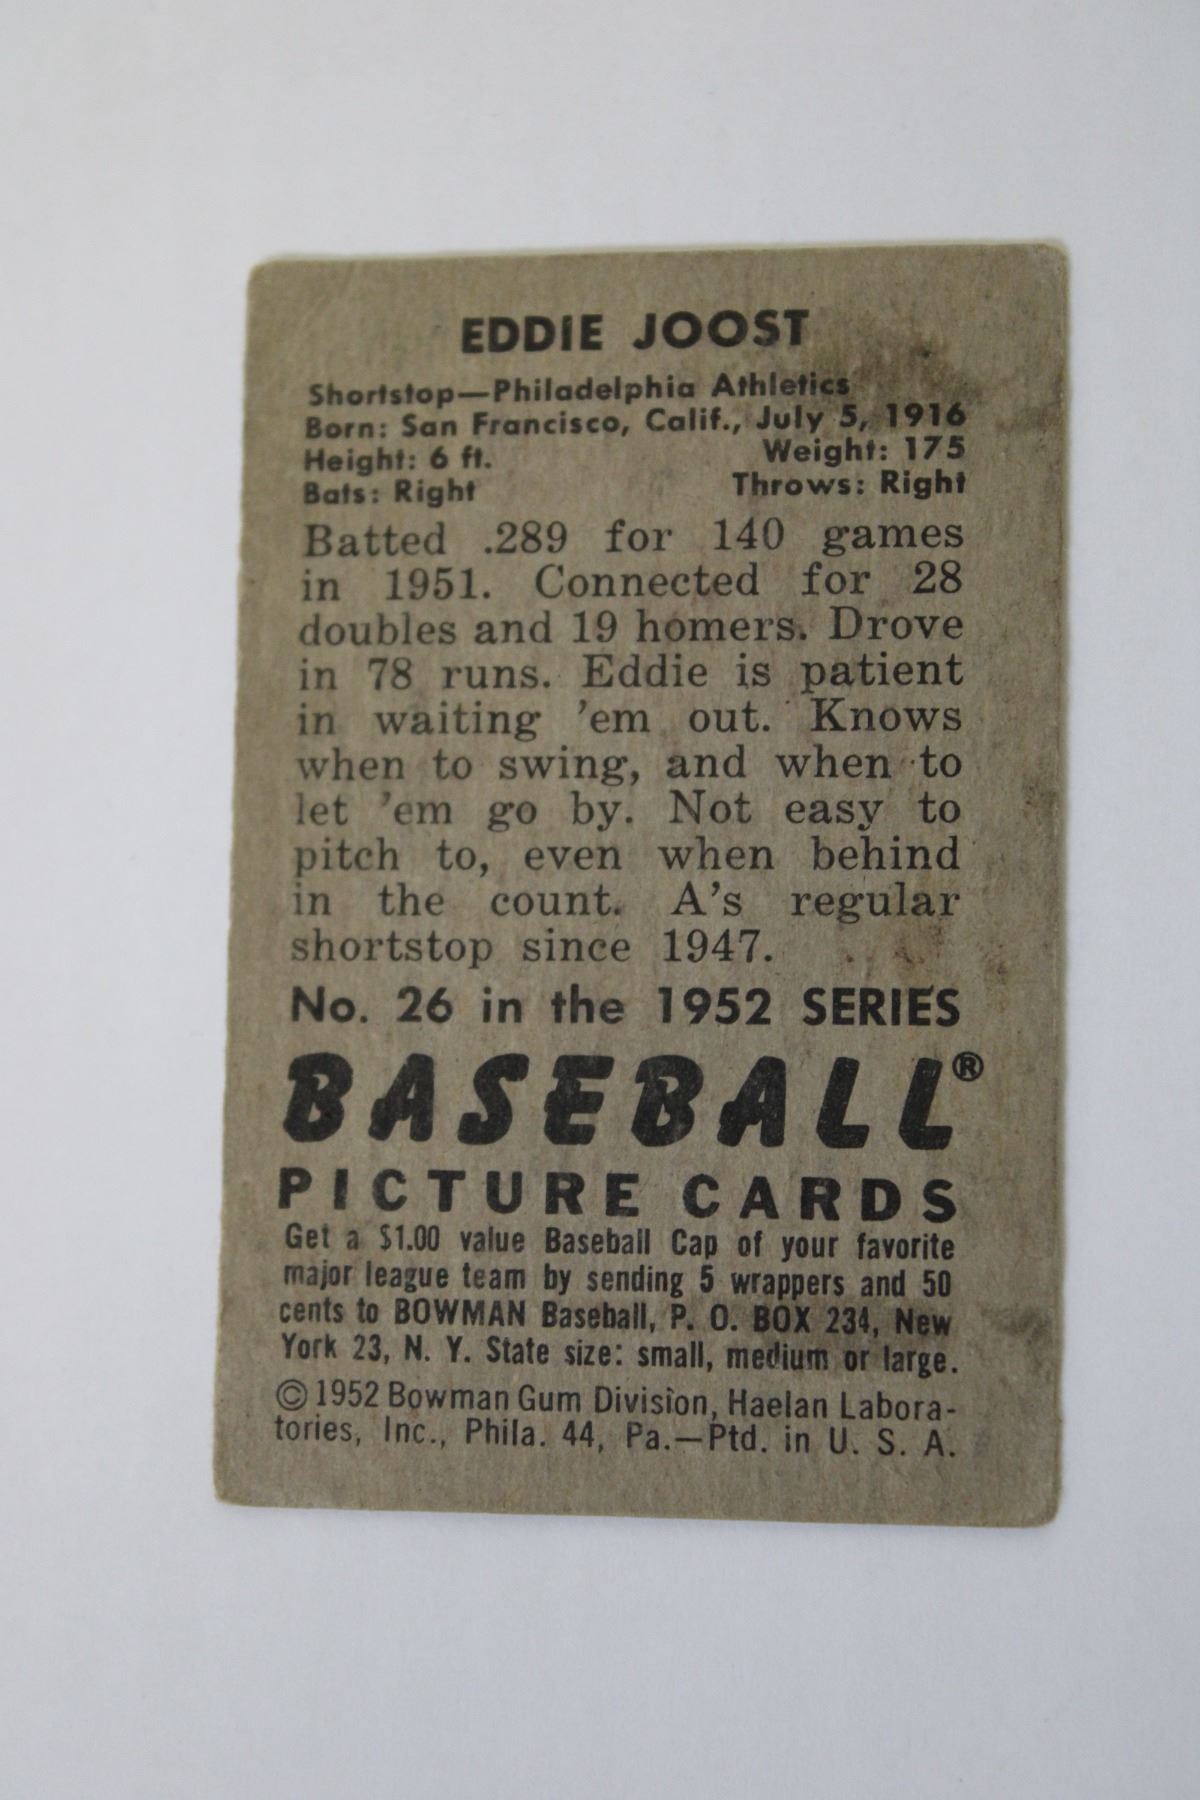 EDDIE JOOST
Shortstop—Philadelphia Athletics
Born: San Francisco, Calif., July 5, 1916
Height: 6 ft. Weight: 175
Bats: Right Throws: Right
Batted .289 for 140 games
in 1951. Connected for 28
doubles and 19 homers. Drove
in 78 runs. Eddie is patient
in waiting 'em out. Knows
when to swing, and when to
let 'em go by. Not easy to
pitch to, even when behind
in the count. A's regular
shortstop since 1947.
No. 26 in the 1952 SERIES
BASEBALL®
PICTURE CARDS
Get a $1.00 value Baseball Cap of your favorite
major league team by sending 5 wrappers and 50
cents to BOWMAN Baseball, P. O. BOX 234, New
York 23, N. Y. State size: small, medium or large.
© 1952 Bowman Gum Division, Haelan Labora-
tories, Inc., Phila. 44, Pa.—Ptd. in U. S. A.